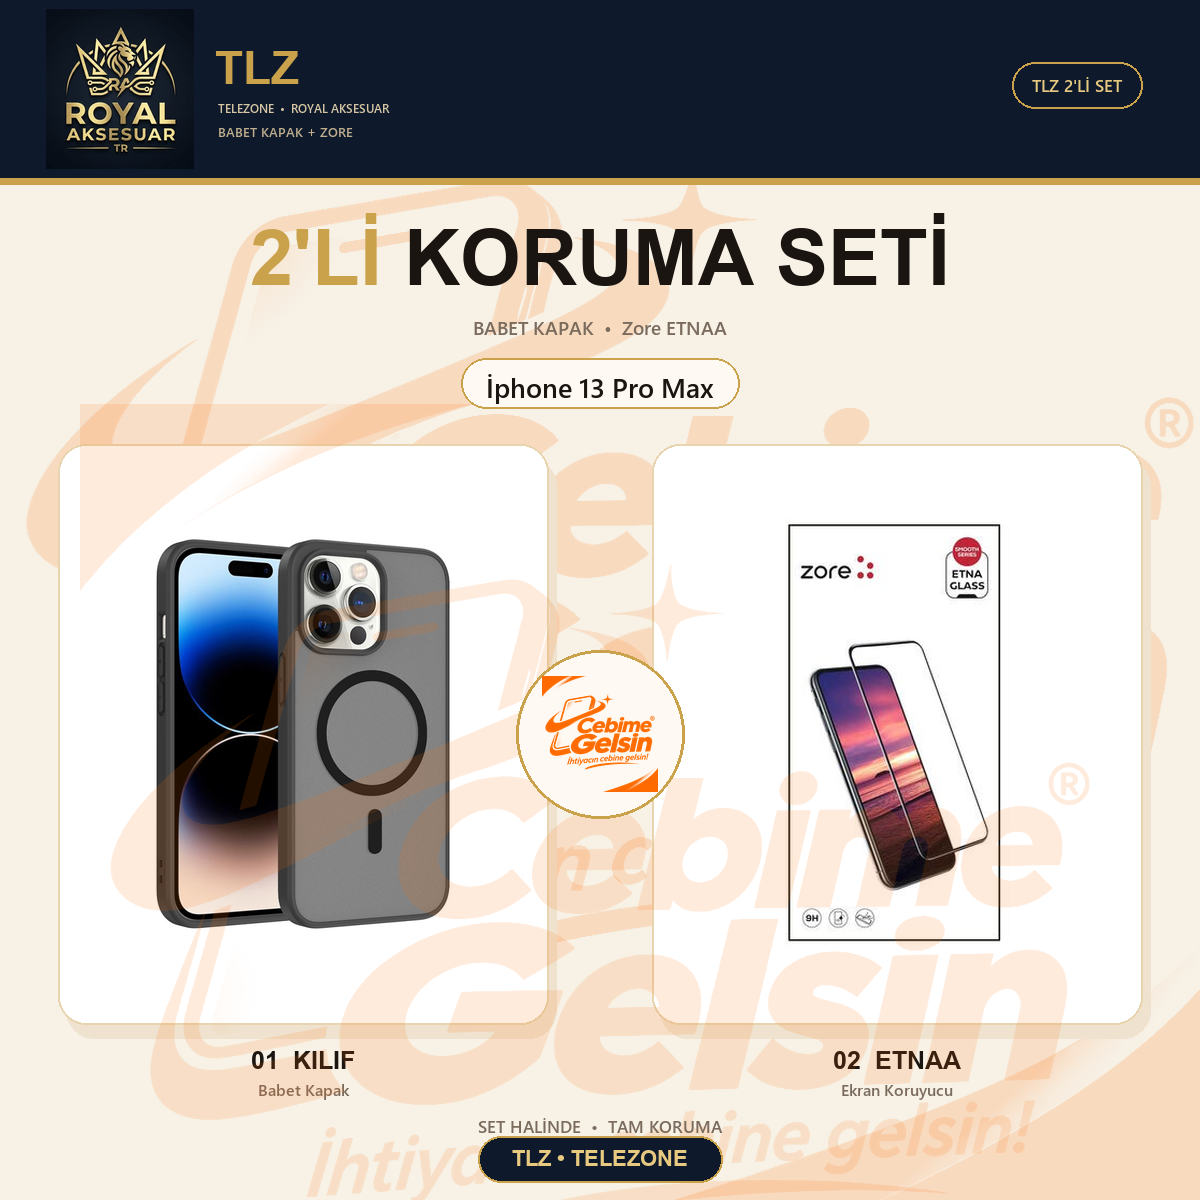 ROYAL
AKSESUAR
TR
TLZ
TELEZONE • ROYAL AKSESUAR
BABET KAPAK + ZORE
TLZ 2'Lİ SET
2'Lİ KORUMA SETİ
BABET KAPAK • Zore ETNAA
İphone 13 Pro Max
zore
SMOOTH
SERIES
ETNA
GLASS
9H
Cebime®
Gelsin
İhtiyacın cebine gelsin!
Cebime®
Gelsin
01 KILIF
Babet Kapak
02 ETNAA
Ekran Koruyucu
SET HALİNDE • TAM KORUMA
TLZ • TELEZONE